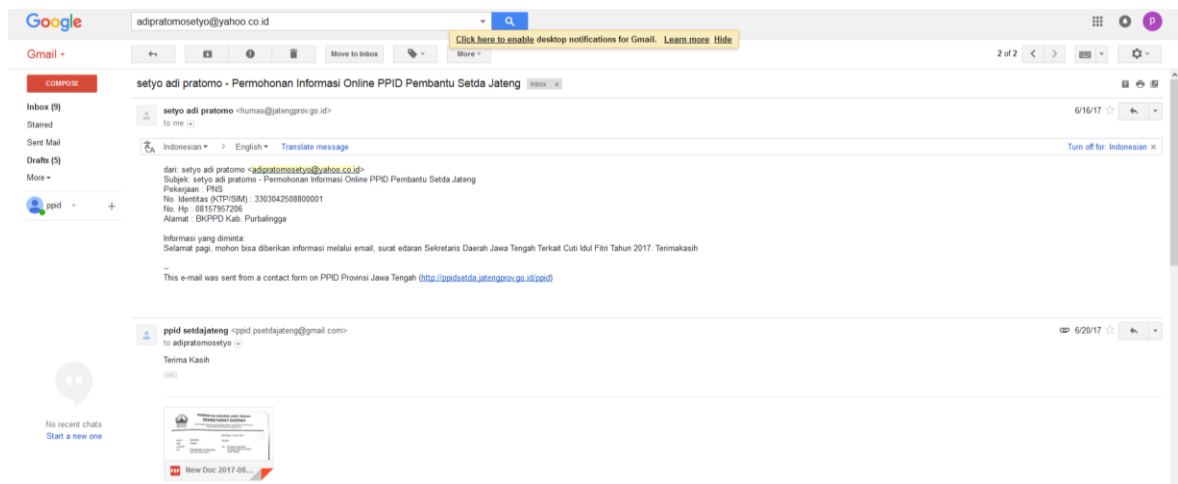 Google
adipratomosetyo@yahoo.co.id
p
Click here to enable desktop notifications for Gmail. Learn more Hide
Gmail
Move to Inbox
More
2 of 2
COMPOSE
setyo adi pratomo - Permohonan Informasi Online PPID Pembantu Setda Jateng Inbox x
Inbox (9)
Starred
Sent Mail
Drafts (5)
More
ppid
setyo adi pratomo <humas@jatengprov.go.id>
6/16/17
to me
Indonesian > English Translate message
Turn off for: Indonesian x
dari: setyo adi pratomo <adipratomosetyo@yahoo.co.id>
Subjek: setyo adi pratomo - Permohonan Informasi Online PPID Pembantu Setda Jateng
Pekerjaan : PNS
No. Identitas (KTP/SIM) : 3303042508800001
No. Hp : 08157957206
Alamat : BKPPD Kab. Purbalingga
Informasi yang diminta:
Selamat pagi, mohon bisa diberikan informasi melalui email, surat edaran Sekretaris Daerah Jawa Tengah Terkait Cuti Idul Fitri Tahun 2017. Terimakasih
--
This e-mail was sent from a contact form on PPID Provinsi Jawa Tengah (http://ppidsetda.jatengprov.go.id/ppid)
ppid setdajateng <ppid.psetdajateng@gmail.com>
6/20/17
to adipratomosetyo
Terima Kasih
No recent chats
Start a new one
SEKRETARIAT DAERAH
PDF New Doc 2017-06...